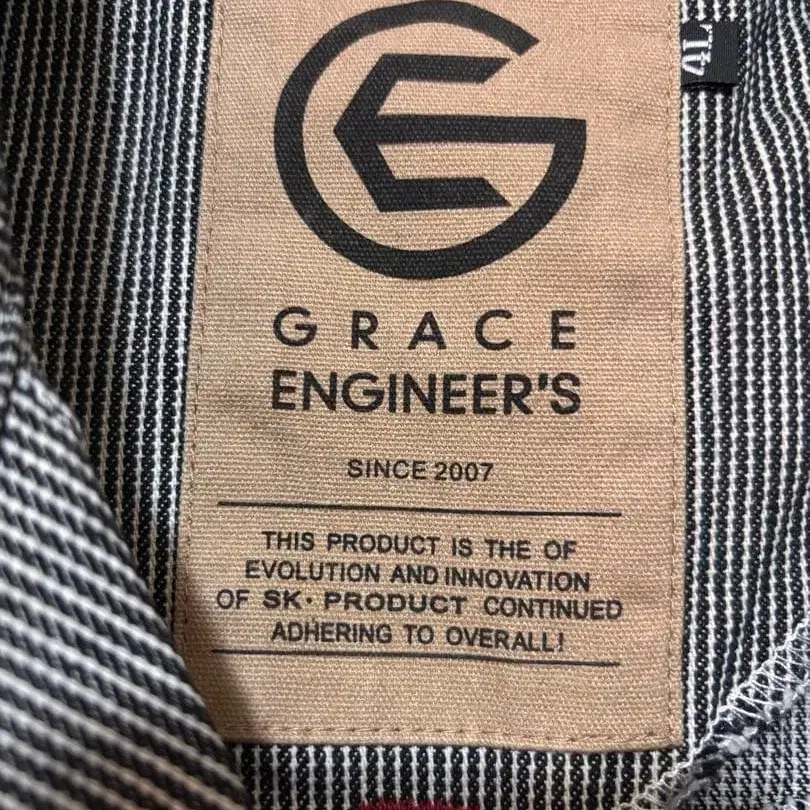 GE
4L
GRACE
ENGINEER'S
SINCE 2007
THIS PRODUCT IS THE OF
EVOLUTION AND INNOVATION
OF SK· PRODUCT CONTINUED
ADHERING TO OVERALL!